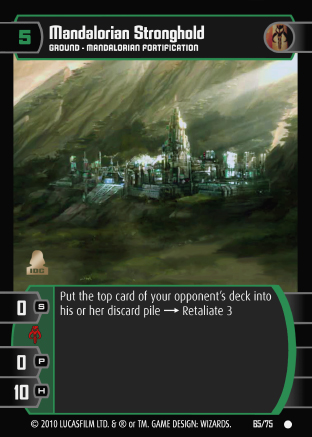 5 Mandalorian Stronghold
GROUND - MANDALORIAN FORTIFICATION
IDC
0 S
Put the top card of your opponent's deck into
his or her discard pile → Retaliate 3
0 P
10 H
© 2010 LUCASFILM LTD. & ® or TM. GAME DESIGN: WIZARDS. 65/75